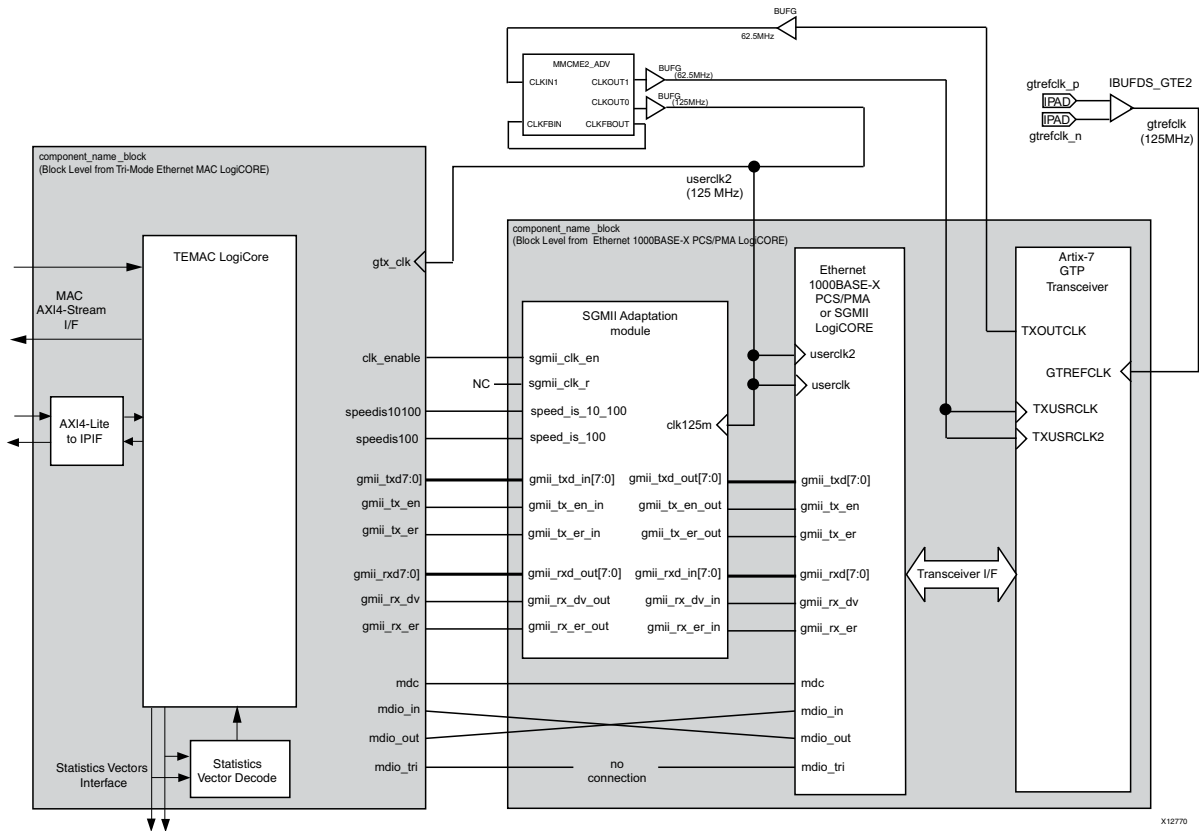 BUFG
62.5MHz
MMCME2_ADV
CLKIN1
CLKOUT1
BUFG
(62.5MHz)
CLKOUT0
BUFG
(125MHz)
CLKFBIN
CLKFBOUT
gtrefclk_p
IBUFDS_GTE2
IPAD
IPAD
gtrefclk_n
gtrefclk
(125MHz)
component_name_block
(Block Level from Tri-Mode Ethernet MAC LogiCORE)
userclk2
(125 MHz)
component_name_block
(Block Level from Ethernet 1000BASE-X PCS/PMA LogiCORE)
TEMAC LogiCore
gtx_clk
MAC
AXI4-Stream
I/F
AXI4-Lite
to IPIF
clk_enable
NC
speedis10100
speedis100
gmii_txd7:0]
gmii_tx_en
gmii_tx_er
gmii_rxd7:0]
gmii_rx_dv
gmii_rx_er
mdc
mdio_in
mdio_out
mdio_tri
Statistics Vectors
Interface
Statistics
Vector Decode
SGMII Adaptation
module
sgmii_clk_en
sgmii_clk_r
speed_is_10_100
speed_is_100
clk125m
gmii_txd_in[7:0]
gmii_txd_out[7:0]
gmii_tx_en_in
gmii_tx_en_out
gmii_tx_er_in
gmii_tx_er_out
gmii_rxd_out[7:0]
gmii_rxd_in[7:0]
gmii_rx_dv_out
gmii_rx_dv_in
gmii_rx_er_out
gmii_rx_er_in
no
connection
Ethernet
1000BASE-X
PCS/PMA
or SGMII
LogiCORE
userclk2
userclk
gmii_txd[7:0]
gmii_tx_en
gmii_tx_er
gmii_rxd[7:0]
gmii_rx_dv
gmii_rx_er
mdc
mdio_in
mdio_out
mdio_tri
Transceiver I/F
Artix-7
GTP
Transceiver
TXOUTCLK
GTREFCLK
TXUSRCLK
TXUSRCLK2
X12770